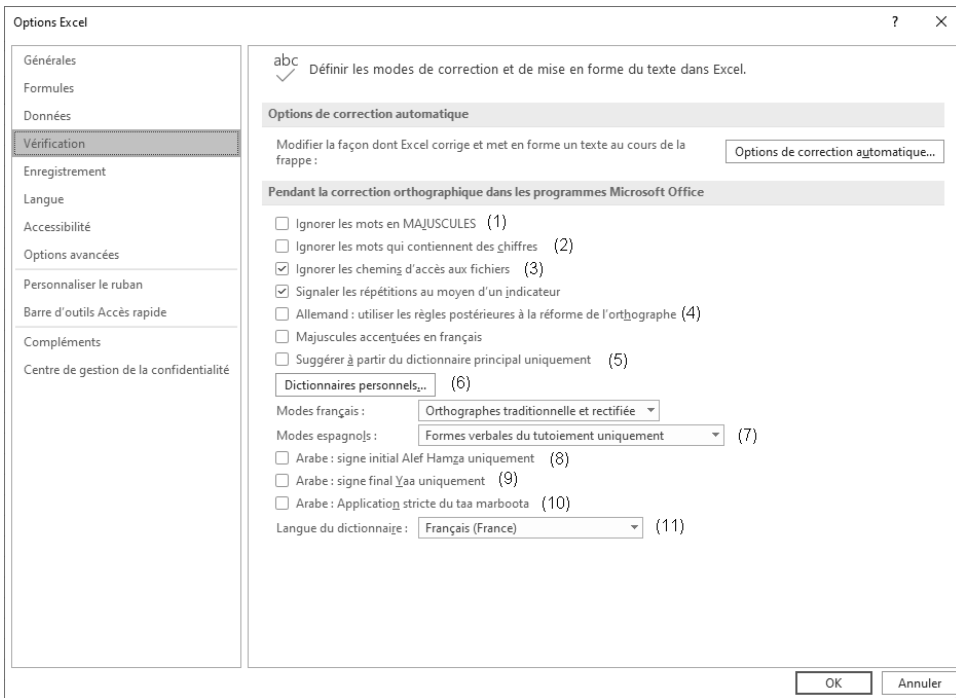 Options Excel ?
Générales
Formules
Données
Vérification
Enregistrement
Langue
Accessibilité
Options avancées
Personnaliser le ruban
Barre d'outils Accès rapide
Compléments
Centre de gestion de la confidentialité
abc
Définir les modes de correction et de mise en forme du texte dans Excel.
Options de correction automatique
Modifier la façon dont Excel corrige et met en forme un texte au cours de la
frappe :
Options de correction automatique...
Pendant la correction orthographique dans les programmes Microsoft Office
Ignorer les mots en MAJUSCULES (1)
Ignorer les mots qui contiennent des chiffres (2)
Ignorer les chemins d'accès aux fichiers (3)
Signaler les répétitions au moyen d'un indicateur
Allemand : utiliser les règles postérieures à la réforme de l'orthographe (4)
Majuscules accentuées en français
Suggérer à partir du dictionnaire principal uniquement (5)
Dictionnaires personnels... (6)
Modes français : Orthographes traditionnelle et rectifiée
Modes espagnols : Formes verbales du tutoiement uniquement (7)
Arabe : signe initial Alef Hamza uniquement (8)
Arabe : signe final Yaa uniquement (9)
Arabe : Application stricte du taa marboota (10)
Langue du dictionnaire : Français (France) (11)
OK Annuler